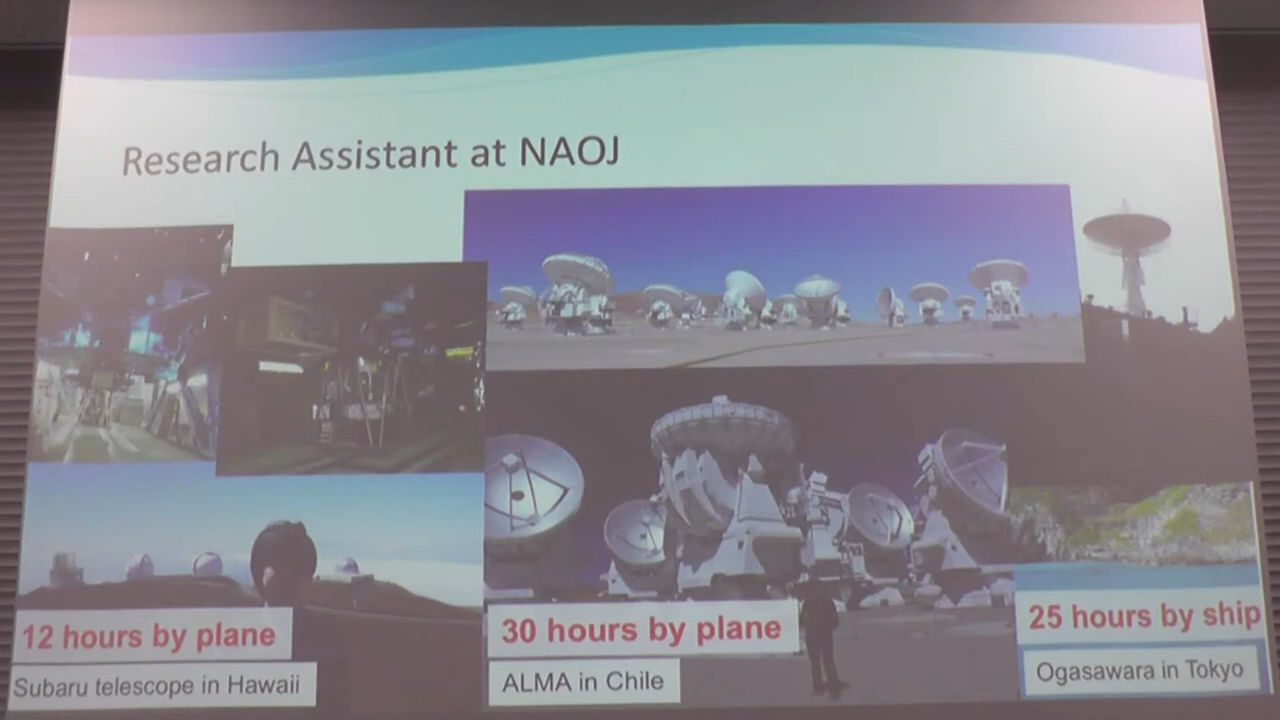 Research Assistant at NAOJ
12 hours by plane
Subaru telescope in Hawaii
30 hours by plane
ALMA in Chile
25 hours by ship
Ogasawara in Tokyo